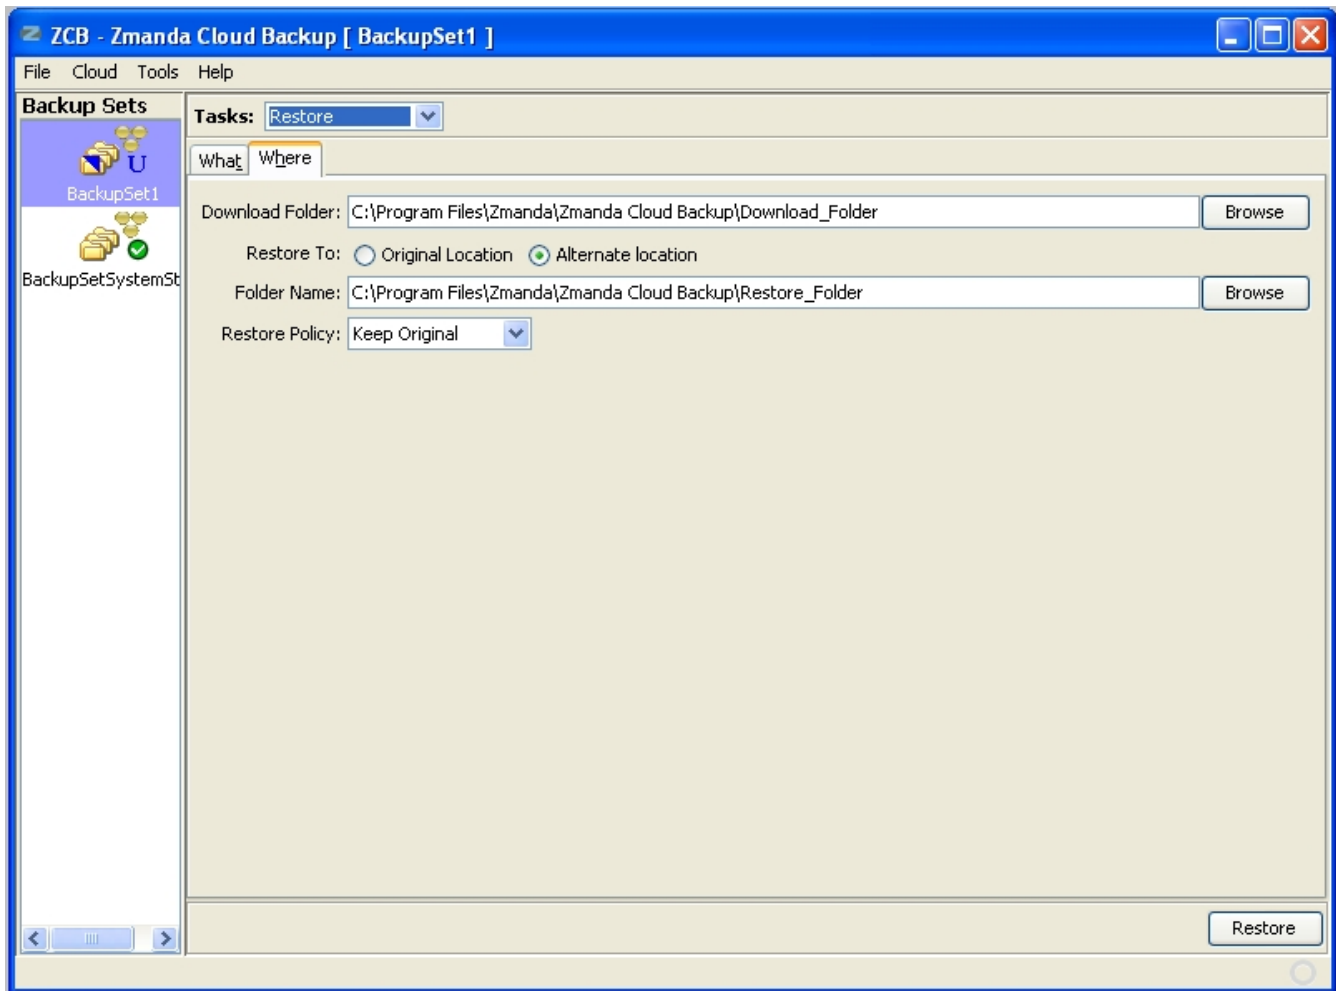 ZCB - Zmanda Cloud Backup [ BackupSet1 ]
File Cloud Tools Help
Backup Sets
BackupSet1
BackupSetSystemSt
Tasks: Restore
What Where
Download Folder: C:\Program Files\Zmanda\Zmanda Cloud Backup\Download_Folder Browse
Restore To: Original Location Alternate location
Folder Name: C:\Program Files\Zmanda\Zmanda Cloud Backup\Restore_Folder Browse
Restore Policy: Keep Original
Restore